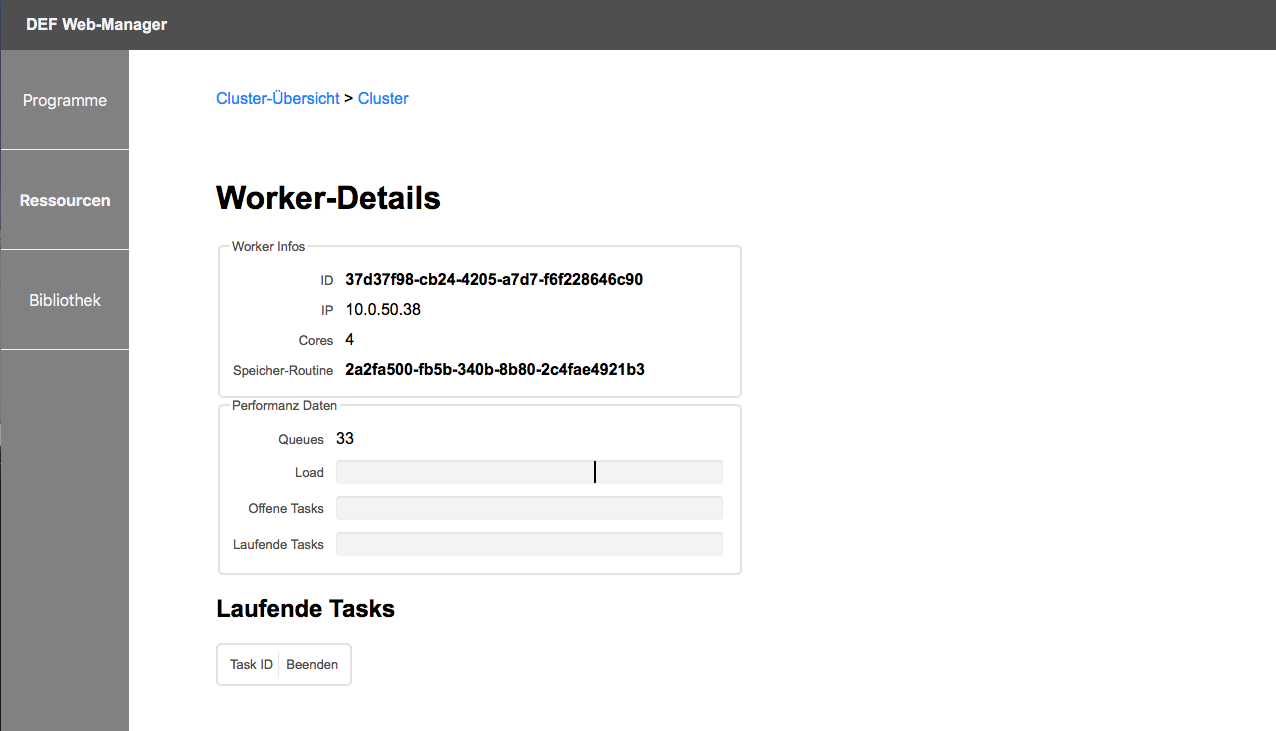 DEF Web-Manager
Programme
Ressourcen
Bibliothek
Cluster-Übersicht > Cluster
Worker-Details
Worker Infos
ID 37d37f98-cb24-4205-a7d7-f6f228646c90
IP 10.0.50.38
Cores 4
Speicher-Routine 2a2fa500-fb5b-340b-8b80-2c4fae4921b3
Performanz Daten
Queues 33
Load
Offene Tasks
Laufende Tasks
Laufende Tasks
Task ID Beenden